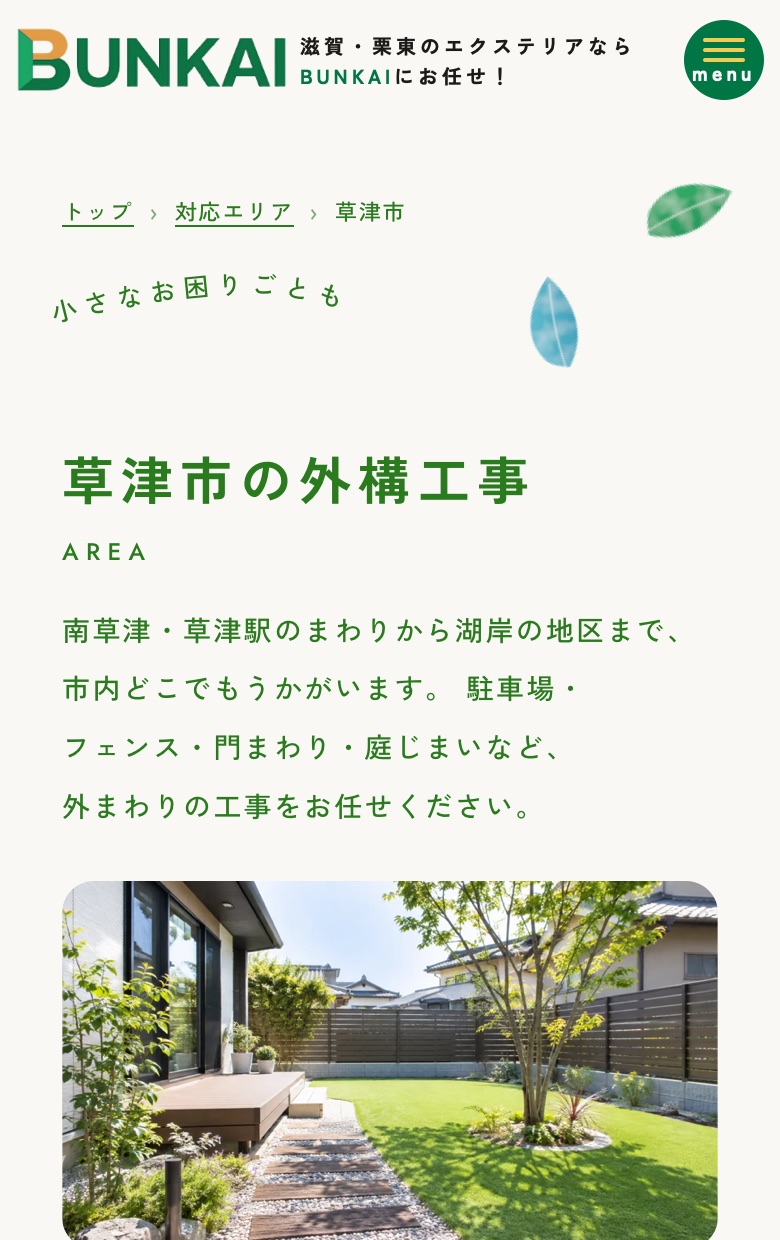 BUNKAI
滋賀・栗東のエクステリアなら
BUNKAIにお任せ！
menu
トップ › 対応エリア › 草津市
小さなお困りごとも
草津市の外構工事
AREA
南草津・草津駅のまわりから湖岸の地区まで、
市内どこでもうかがいます。 駐車場・
フェンス・門まわり・庭じまいなど、
外まわりの工事をお任せください。